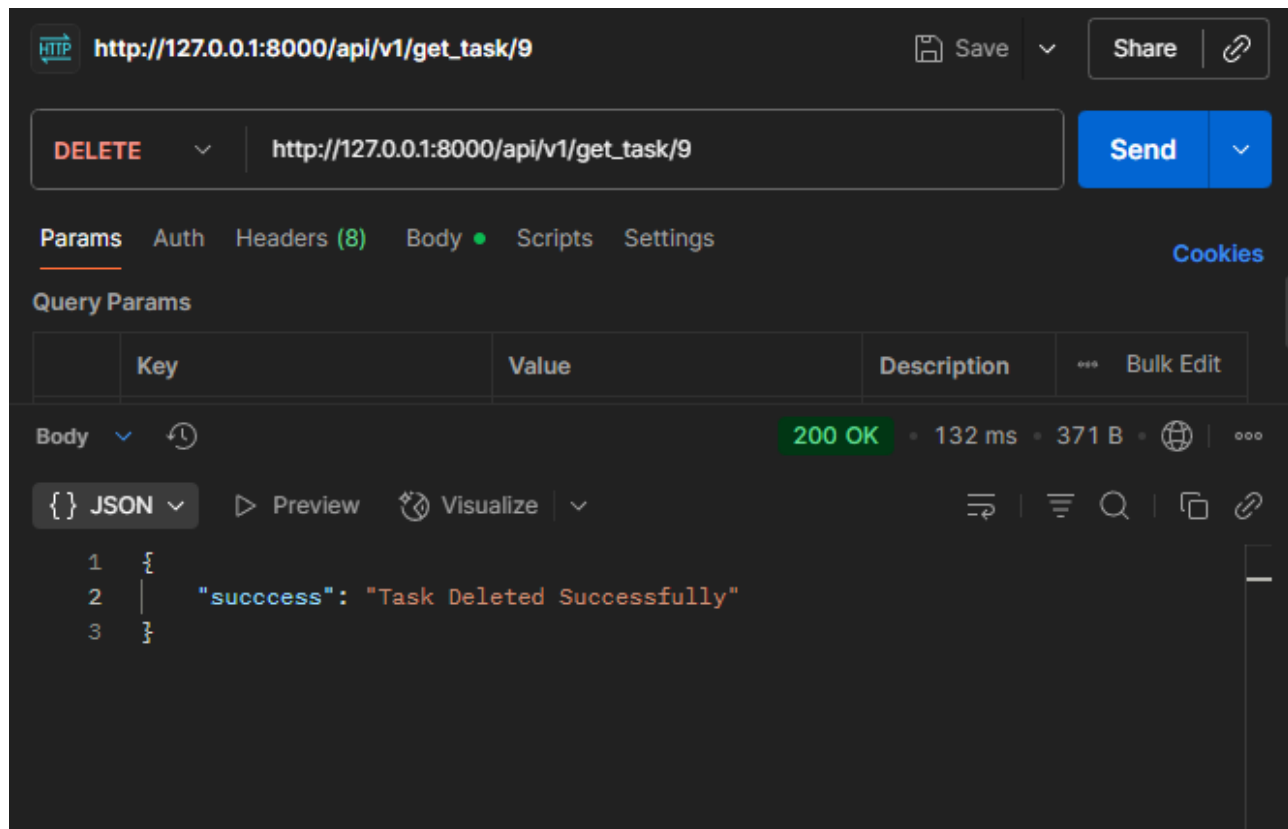 HTTP http://127.0.0.1:8000/api/v1/get_task/9 Save Share
DELETE http://127.0.0.1:8000/api/v1/get_task/9 Send
Params Auth Headers (8) Body Scripts Settings
Cookies
Query Params
Key Value Description Bulk Edit
Body 200 OK 132 ms 371 B
{} JSON Preview Visualize
1 {
2 "succcess": "Task Deleted Successfully"
3 }